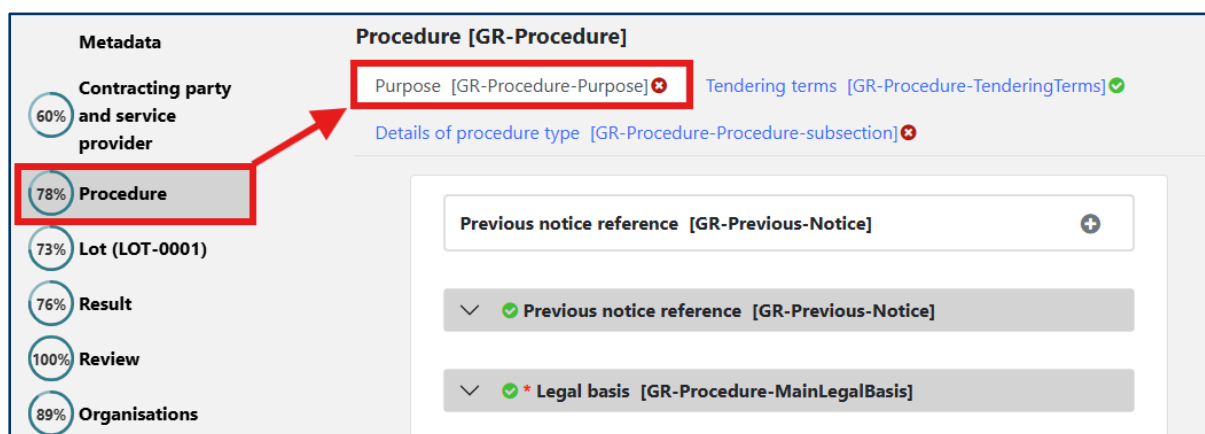 Metadata
60%
Contracting party
and service
provider
78% Procedure
73% Lot (LOT-0001)
76% Result
100% Review
89% Organisations
Procedure [GR-Procedure]
Purpose [GR-Procedure-Purpose] Tendering terms [GR-Procedure-TenderingTerms]
Details of procedure type [GR-Procedure-Procedure-subsection]
Previous notice reference [GR-Previous-Notice]
Previous notice reference [GR-Previous-Notice]
* Legal basis [GR-Procedure-MainLegalBasis]